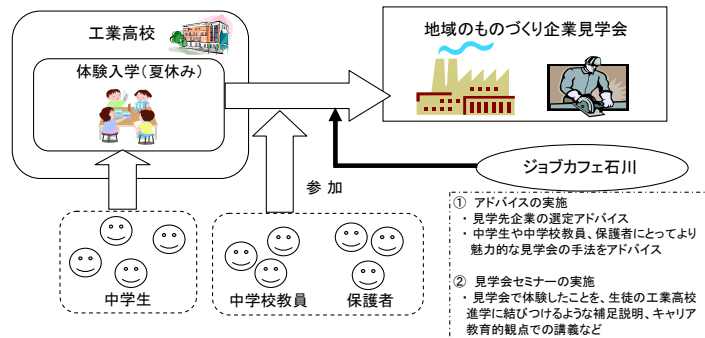 工業高校
体験入学(夏休み)
地域のものづくり企業見学会
ジョブカフェ石川
参 加
中学生
中学校教員
保護者
① アドバイスの実施
・ 見学先企業の選定アドバイス
・ 中学生や中学校教員、保護者にとってより
魅力的な見学会の手法をアドバイス
② 見学会セミナーの実施
・ 見学会で体験したことを、生徒の工業高校
進学に結びつけるような補足説明、キャリア
教育的観点での講義など